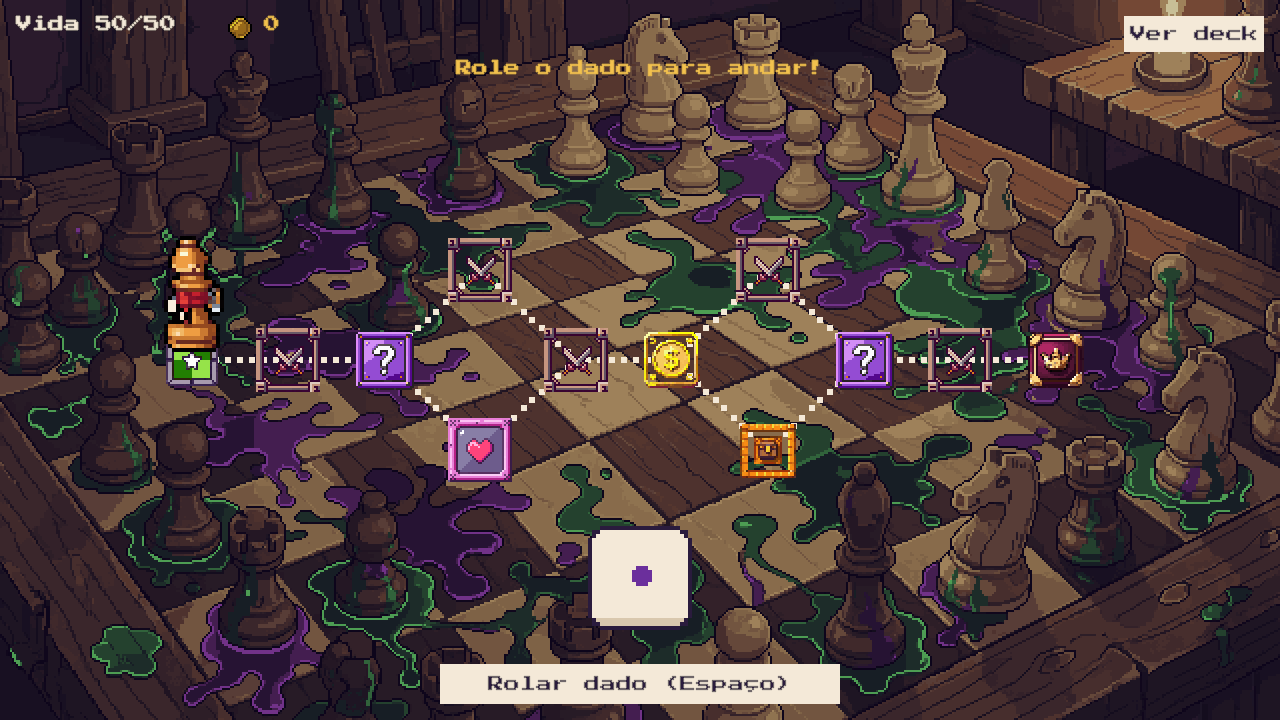 Vida 50/50
0
Ver deck
Role o dado para andar!
?
$
?
Rolar dado (Espaço)